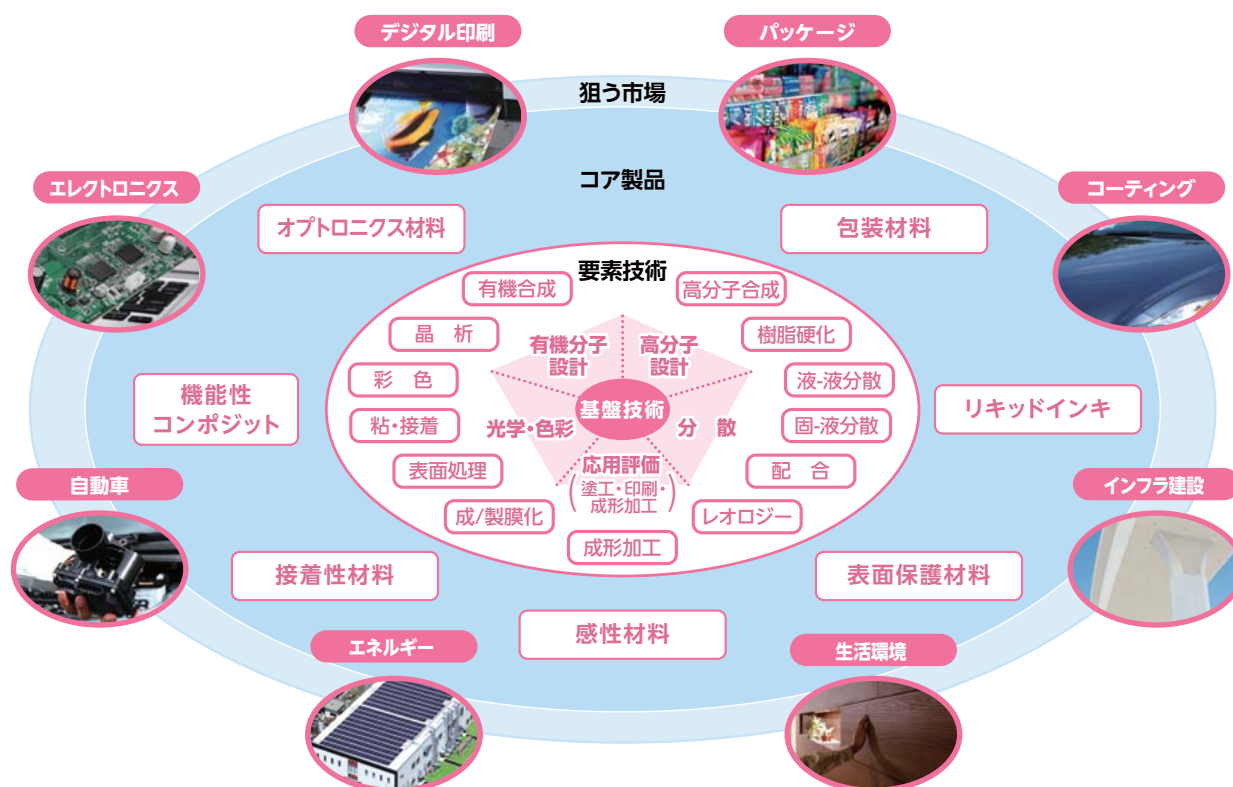 デジタル印刷
パッケージ
狙う市場
エレクトロニクス
コア製品
コーティング
オプトロニクス材料
包装材料
要素技術
有機合成
高分子合成
晶 析
有機分子
設計
高分子
設計
樹脂硬化
彩 色
液-液分散
機能性
コンポジット
基盤技術
リキッドインキ
粘・接着
光学・色彩
分 散
固-液分散
表面処理
応用評価
(塗工・印刷・
成形加工)
配 合
自動車
インフラ建設
成/製膜化
レオロジー
成形加工
接着性材料
表面保護材料
感性材料
エネルギー
生活環境